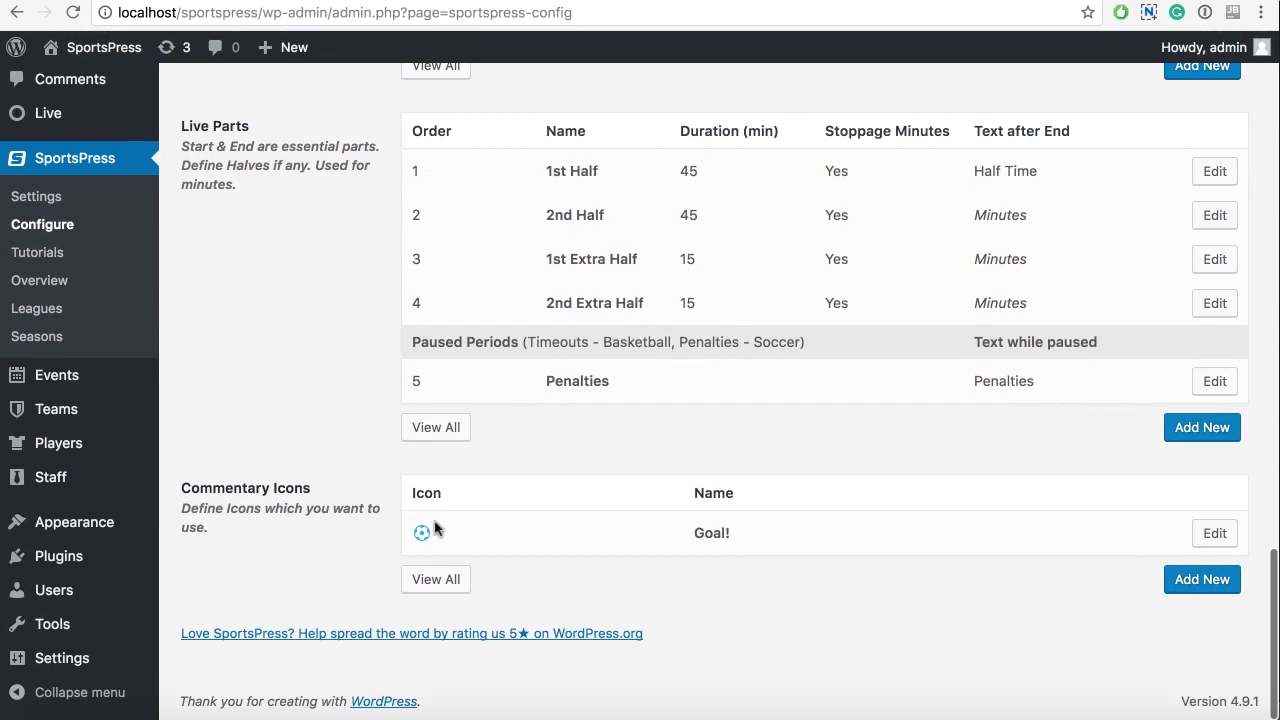 localhost/sportspress/wp-admin/admin.php?page=sportspress-config
SportsPress 3 0 New Howdy, admin
Comments
Live
SportsPress
Settings
Configure
Tutorials
Overview
Leagues
Seasons
Events
Teams
Players
Staff
Appearance
Plugins
Users
Tools
Settings
Collapse menu
View All Add New
Live Parts
Start & End are essential parts.
Define Halves if any. Used for
minutes.
Order Name Duration (min) Stoppage Minutes Text after End
1 1st Half 45 Yes Half Time Edit
2 2nd Half 45 Yes Minutes Edit
3 1st Extra Half 15 Yes Minutes Edit
4 2nd Extra Half 15 Yes Minutes Edit
Paused Periods (Timeouts - Basketball, Penalties - Soccer) Text while paused
5 Penalties Penalties Edit
View All Add New
Commentary Icons
Define Icons which you want to
use.
Icon Name
Goal! Edit
View All Add New
Love SportsPress? Help spread the word by rating us 5★ on WordPress.org
Thank you for creating with WordPress. Version 4.9.1